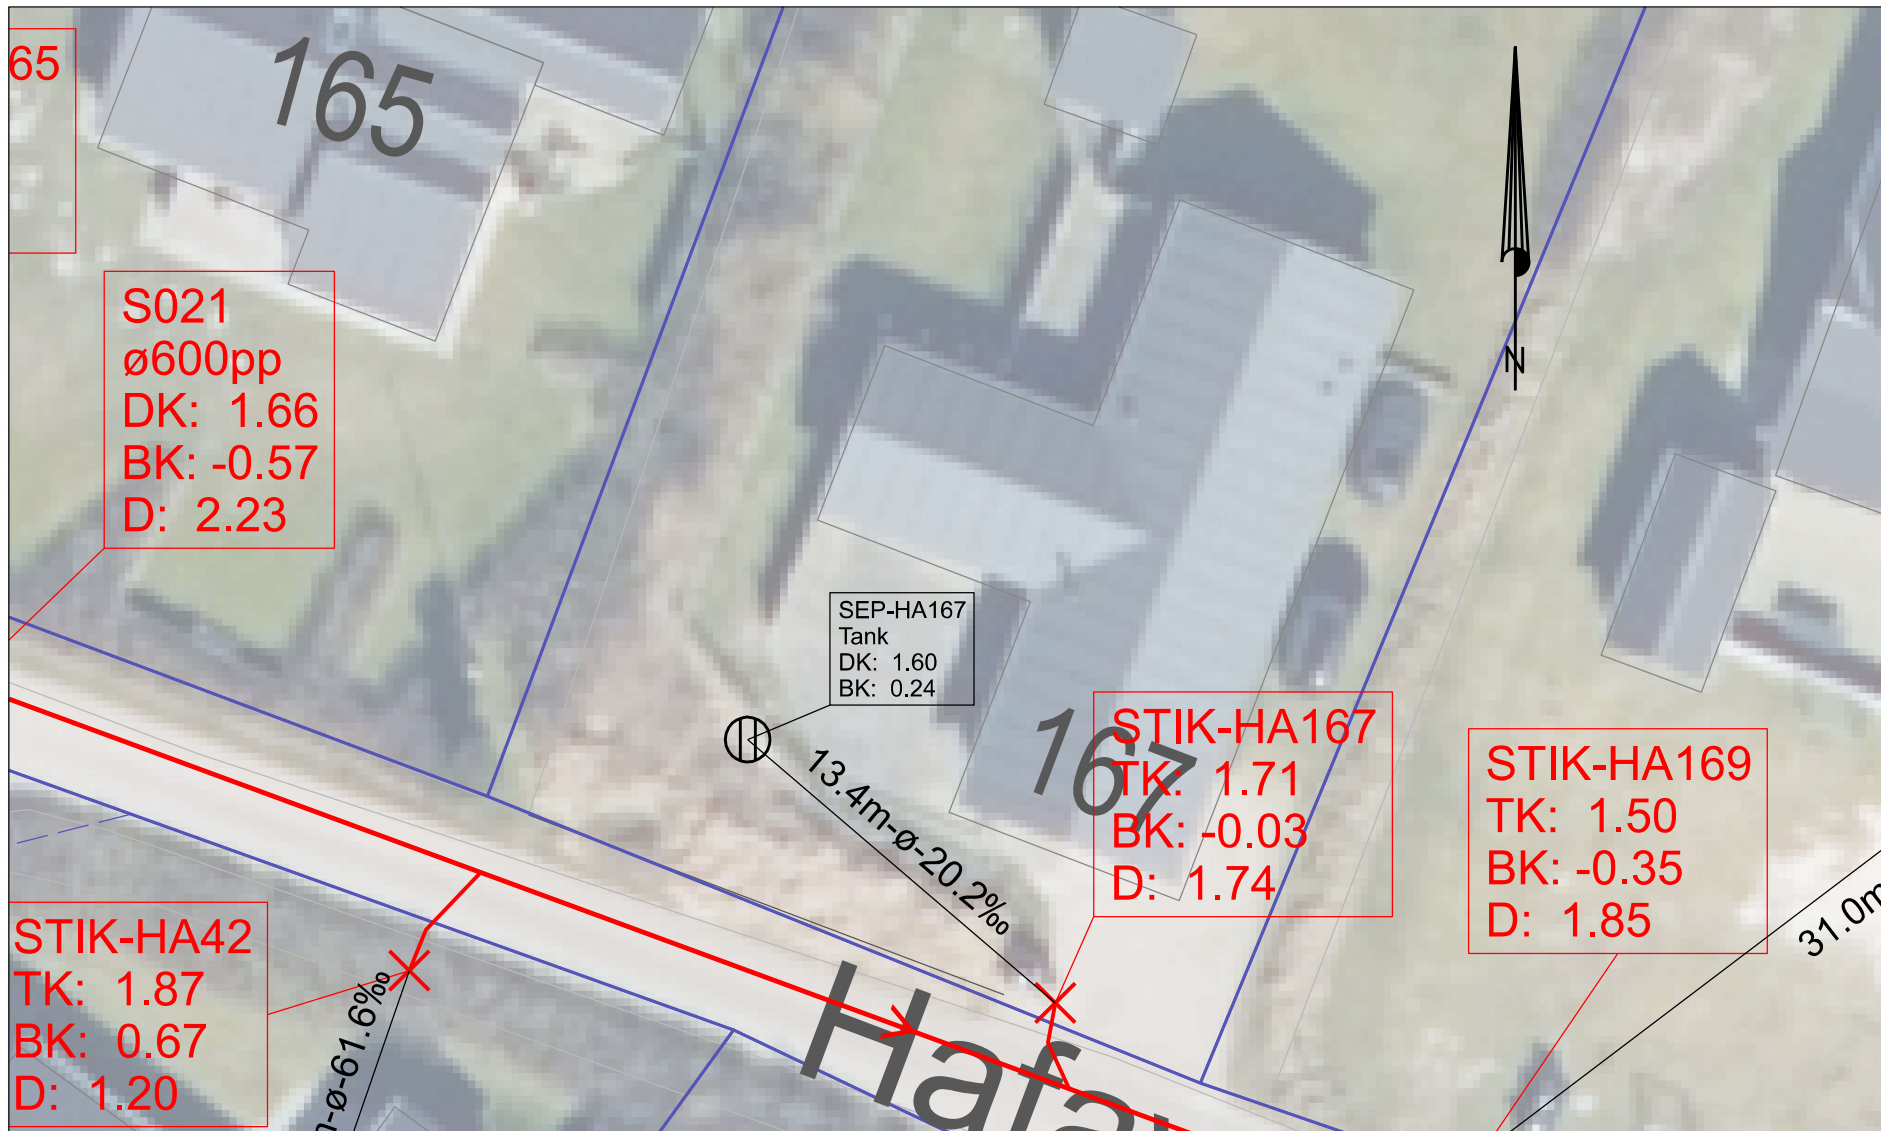 65
165
S021
ø600pp
DK: 1.66
BK: -0.57
D: 2.23
N
SEP-HA167
Tank
DK: 1.60
BK: 0.24
13.4m-ø-20.2‰
167
STIK-HA167
TK: 1.71
BK: -0.03
D: 1.74
STIK-HA169
TK: 1.50
BK: -0.35
D: 1.85
31.0m
STIK-HA42
TK: 1.87
BK: 0.67
D: 1.20
-ø-61.6‰
Hafa